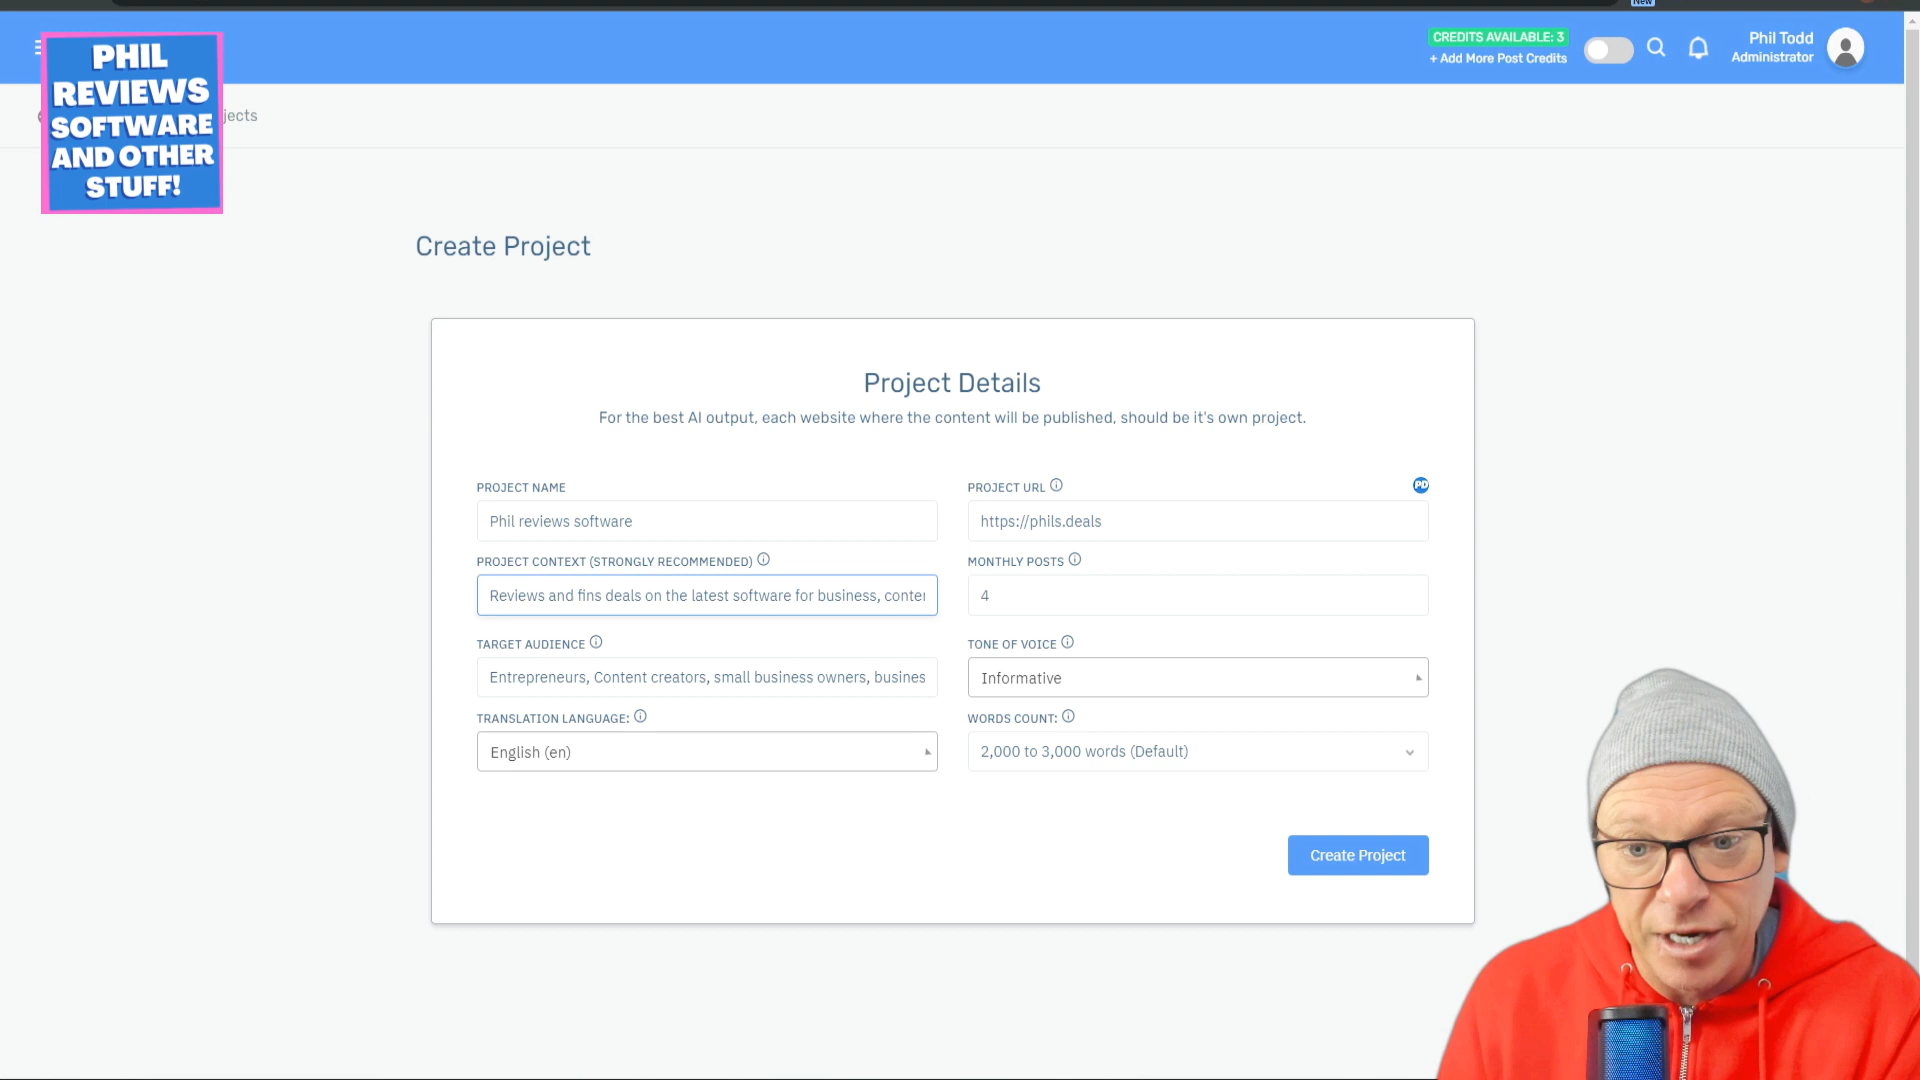 New
CREDITS AVAILABLE: 3
+ Add More Post Credits
Phil Todd
Administrator
PHIL
REVIEWS
SOFTWARE
AND OTHER
STUFF!
jects
Create Project
Project Details
For the best AI output, each website where the content will be published, should be it's own project.
PROJECT NAME
PROJECT URL
PD
Phil reviews software
https://phils.deals
PROJECT CONTEXT (STRONGLY RECOMMENDED)
MONTHLY POSTS
Reviews and fins deals on the latest software for business, conter
4
TARGET AUDIENCE
TONE OF VOICE
Entrepreneurs, Content creators, small business owners, busines
Informative
TRANSLATION LANGUAGE:
WORDS COUNT:
English (en)
2,000 to 3,000 words (Default)
Create Project